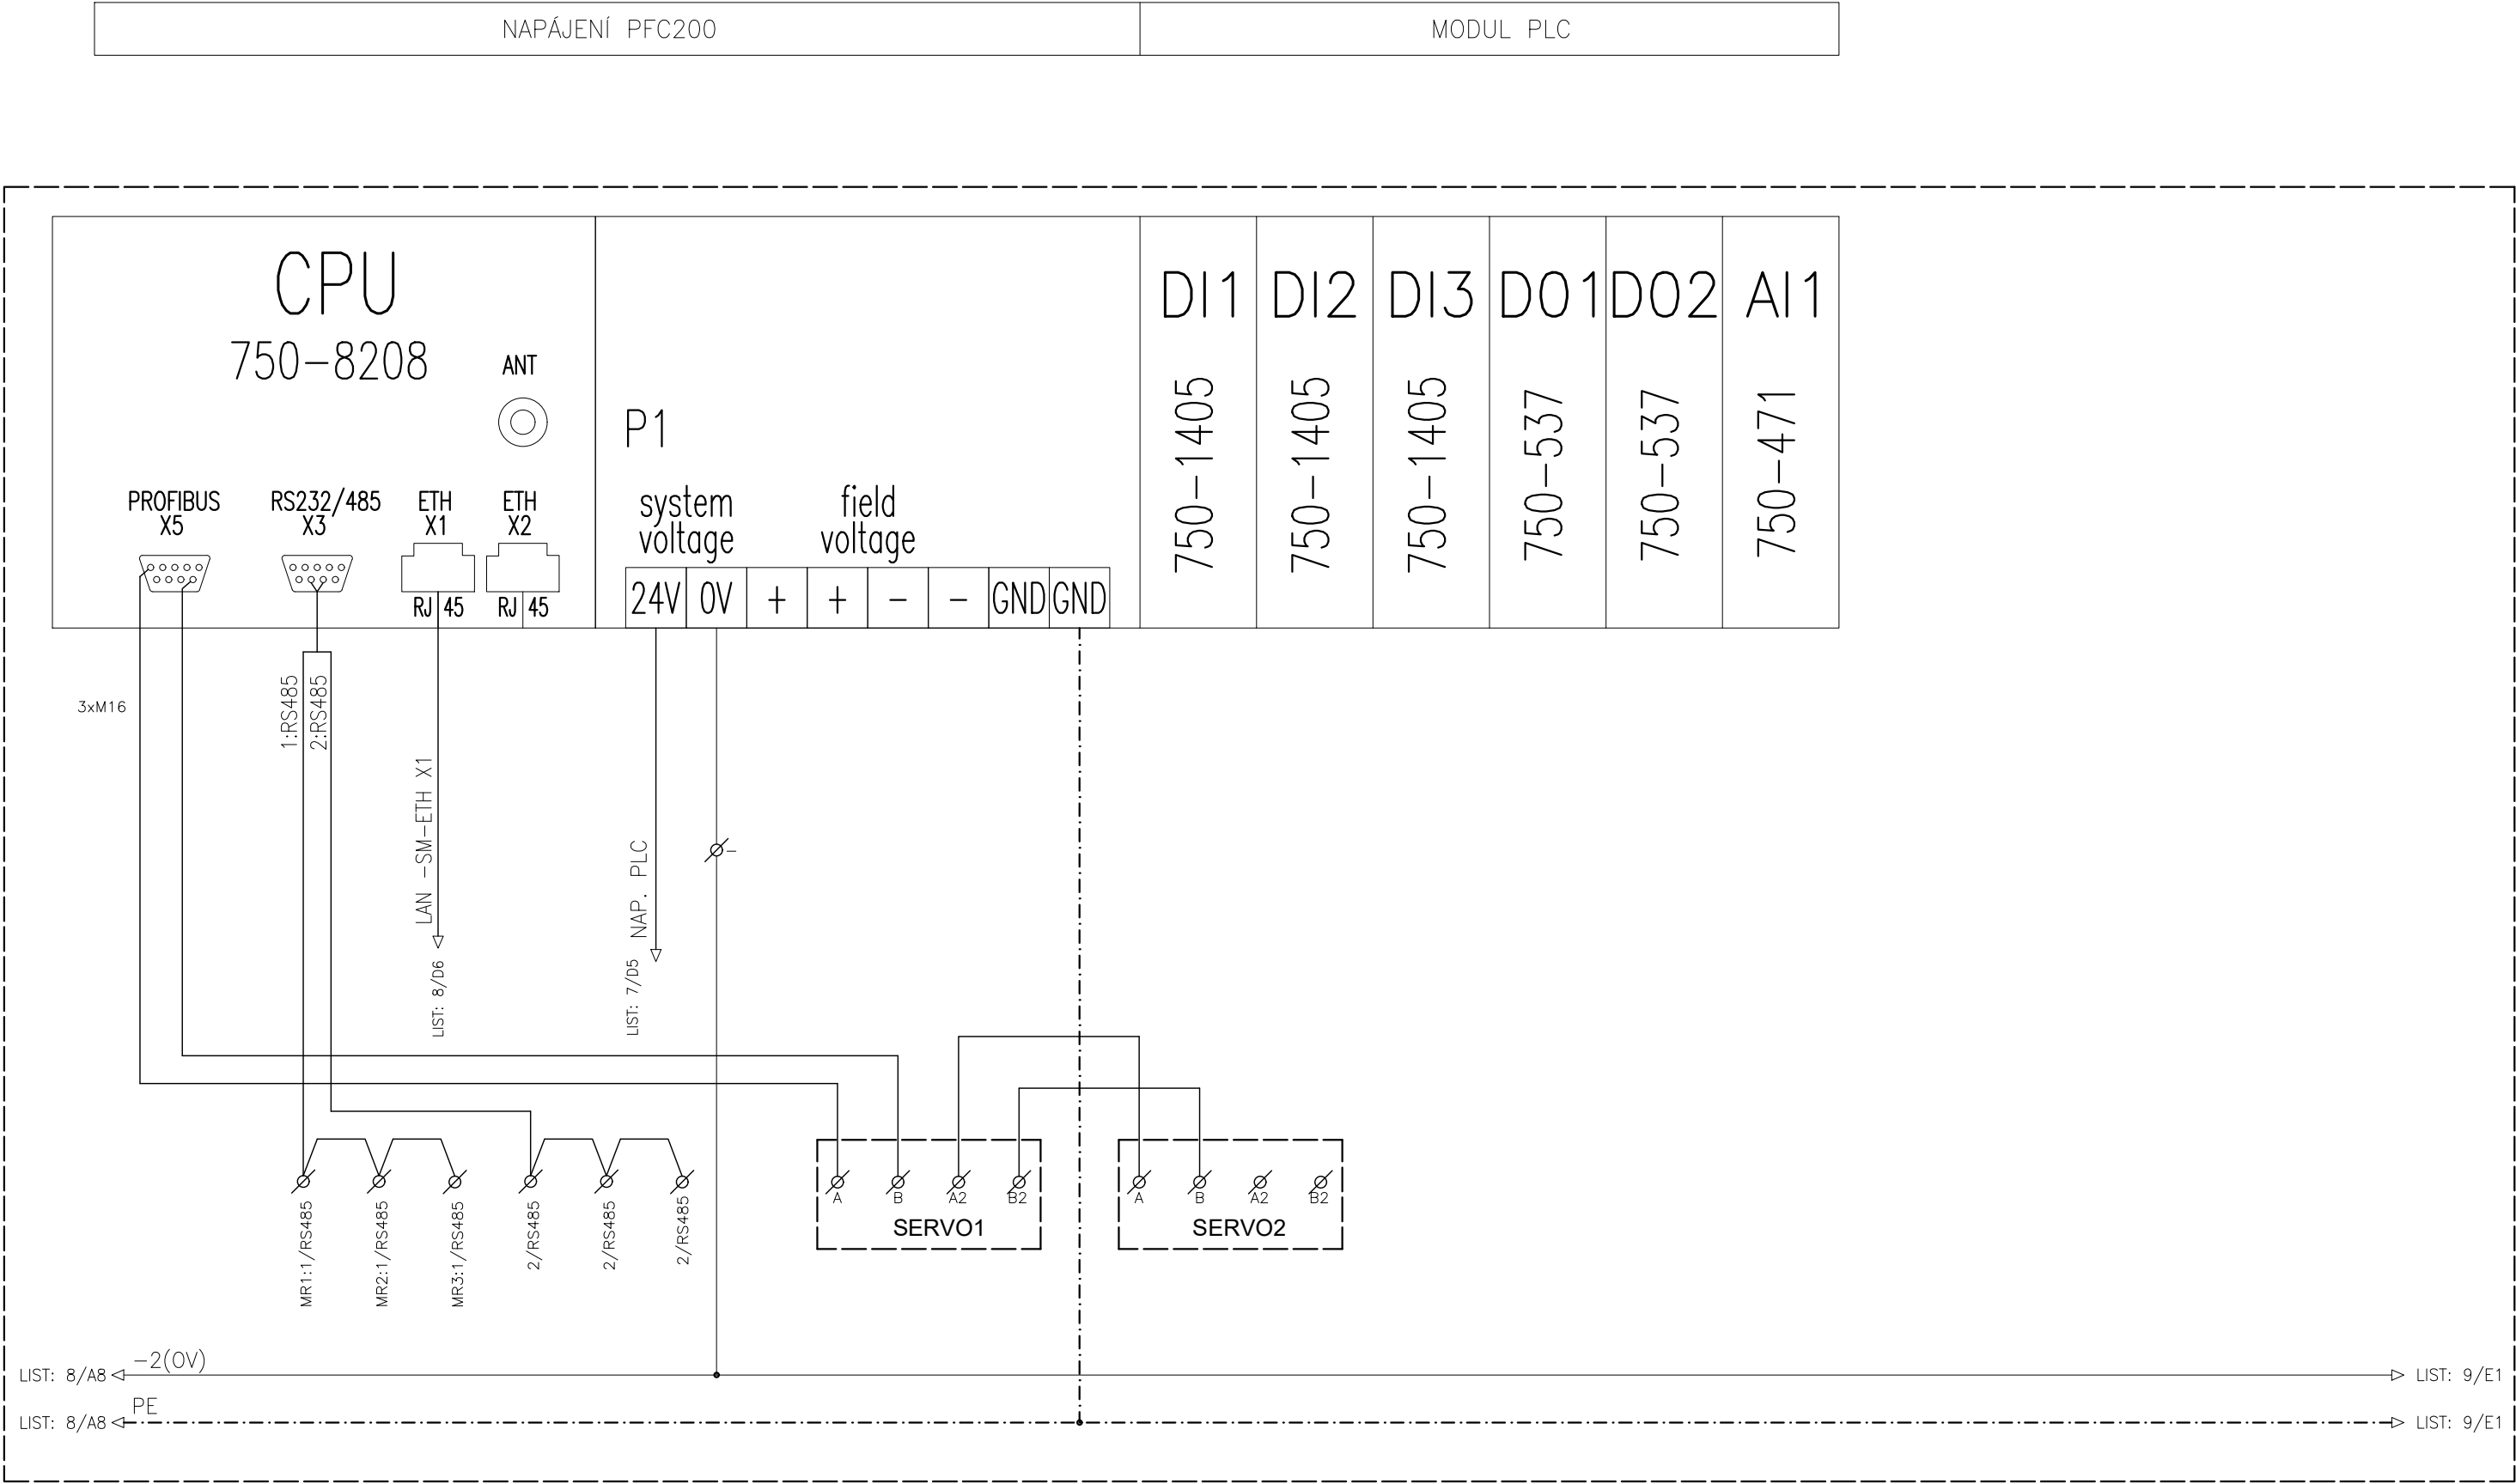 NAPÁJENÍ PFC200
MODUL PLC
CPU
750-8208
ANT
P1
DI1
DI2
DI3
DO1
DO2
AI1
750-1405
750-1405
750-1405
750-537
750-537
750-471
PROFIBUS
X5
RS232/485
X3
ETH
X1
ETH
X2
system
voltage
field
voltage
RJ 45
RJ 45
24V
0V
+
+
-
-
GND
GND
3xM16
1:RS485
2:RS485
LAN -SM-ETH X1
LIST: 8/D6
NAP. PLC
LIST: 7/D5
-
MR1:1/RS485
MR2:1/RS485
MR3:1/RS485
2/RS485
2/RS485
2/RS485
A
B
A2
B2
SERVO1
A
B
A2
B2
SERVO2
-2(0V)
LIST: 8/A8
LIST: 9/E1
PE
LIST: 8/A8
LIST: 9/E1